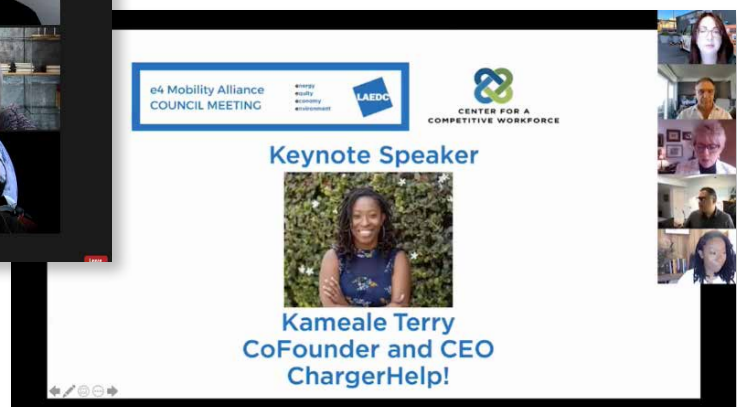 e4 Mobility Alliance
COUNCIL MEETING
energy
equity
economy
environment
LAEDC
CENTER FOR A
COMPETITIVE WORKFORCE
Keynote Speaker
Kameale Terry
CoFounder and CEO
ChargerHelp!
Leave